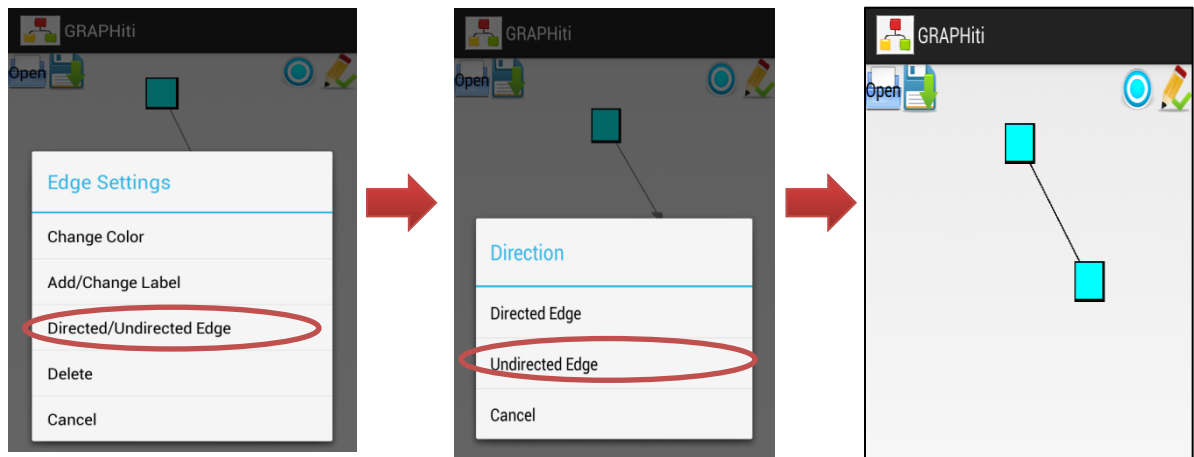 GRAPHiti
Open
Edge Settings
Change Color
Add/Change Label
Directed/Undirected Edge
Delete
Cancel
GRAPHiti
Open
Direction
Directed Edge
Undirected Edge
Cancel
GRAPHiti
Open